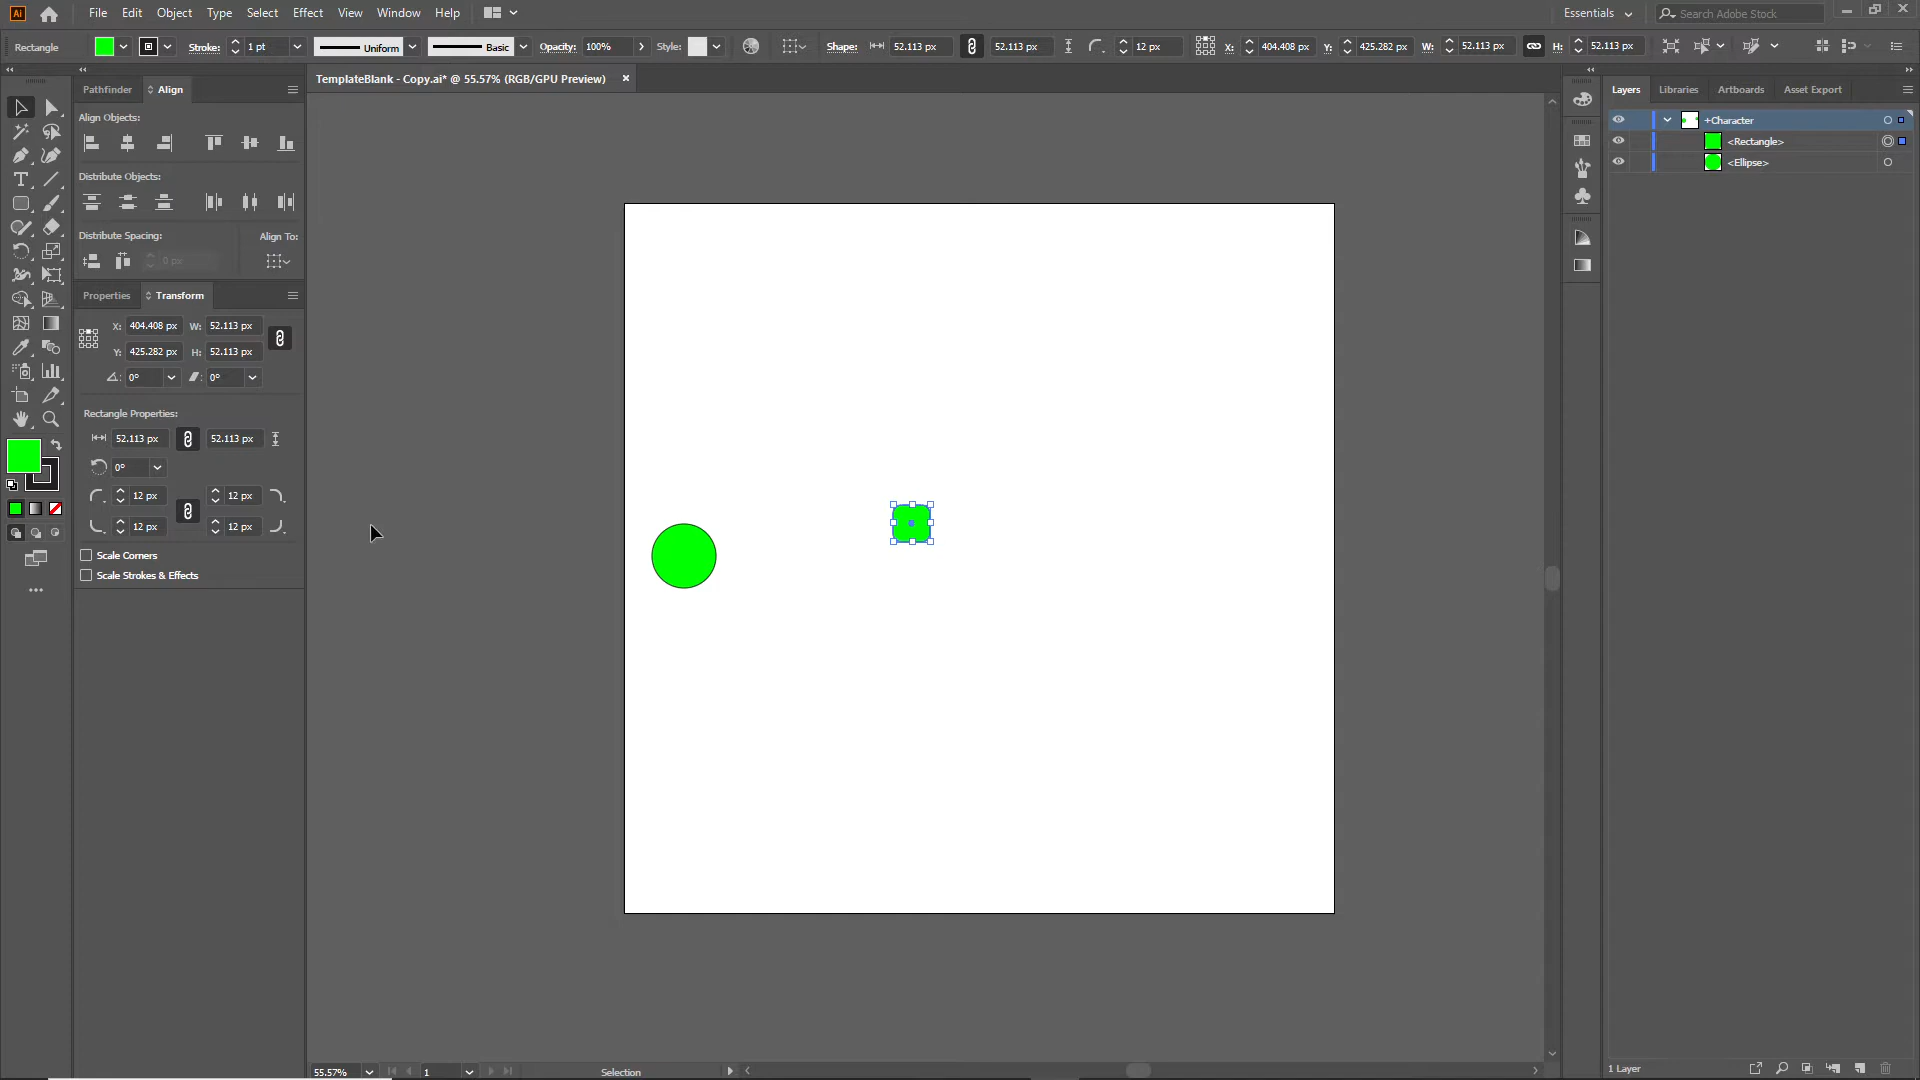 Ai File Edit Object Type Select Effect View Window Help Essentials Search Adobe Stock
Rectangle Stroke: 1 pt Uniform Basic Opacity: 100% Style: Shape: 52.113 px 52.113 px 12 px X: 404.408 px Y: 425.282 px W: 52.113 px H: 52.113 px
TemplateBlank - Copy.ai* @ 55.57% (RGB/GPU Preview)
Pathfinder Align
Layers Libraries Artboards Asset Export
Align Objects:
+Character
<Rectangle>
<Ellipse>
Distribute Objects:
Distribute Spacing: Align To:
0 px
Properties Transform
X: 404.408 px W: 52.113 px
Y: 425.282 px H: 52.113 px
0° 0°
Rectangle Properties:
52.113 px 52.113 px
0°
12 px 12 px
12 px 12 px
Scale Corners
Scale Strokes & Effects
55.57% 1 Selection
1 Layer